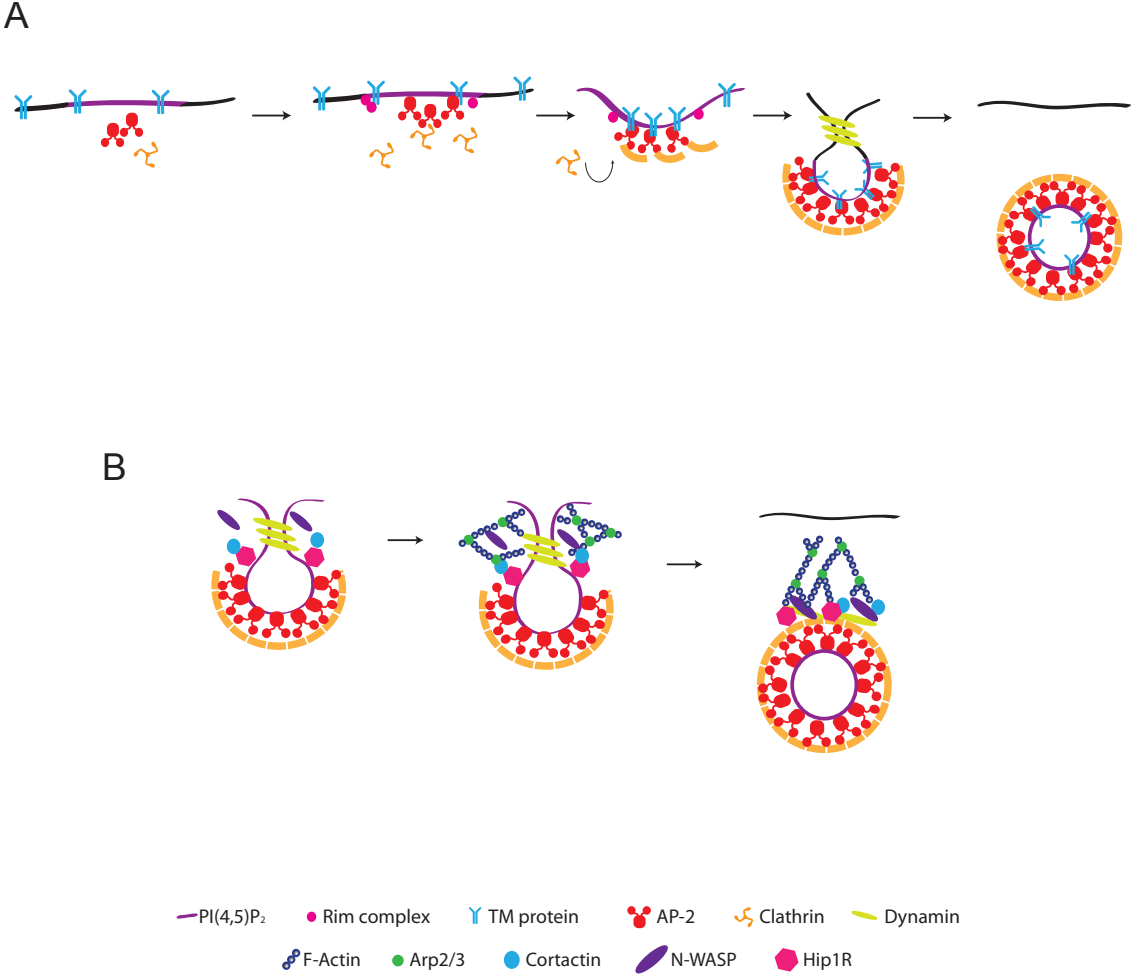 A
B
PI(4,5)P₂ Rim complex TM protein AP-2 Clathrin Dynamin
F-Actin Arp2/3 Cortactin N-WASP Hip1R